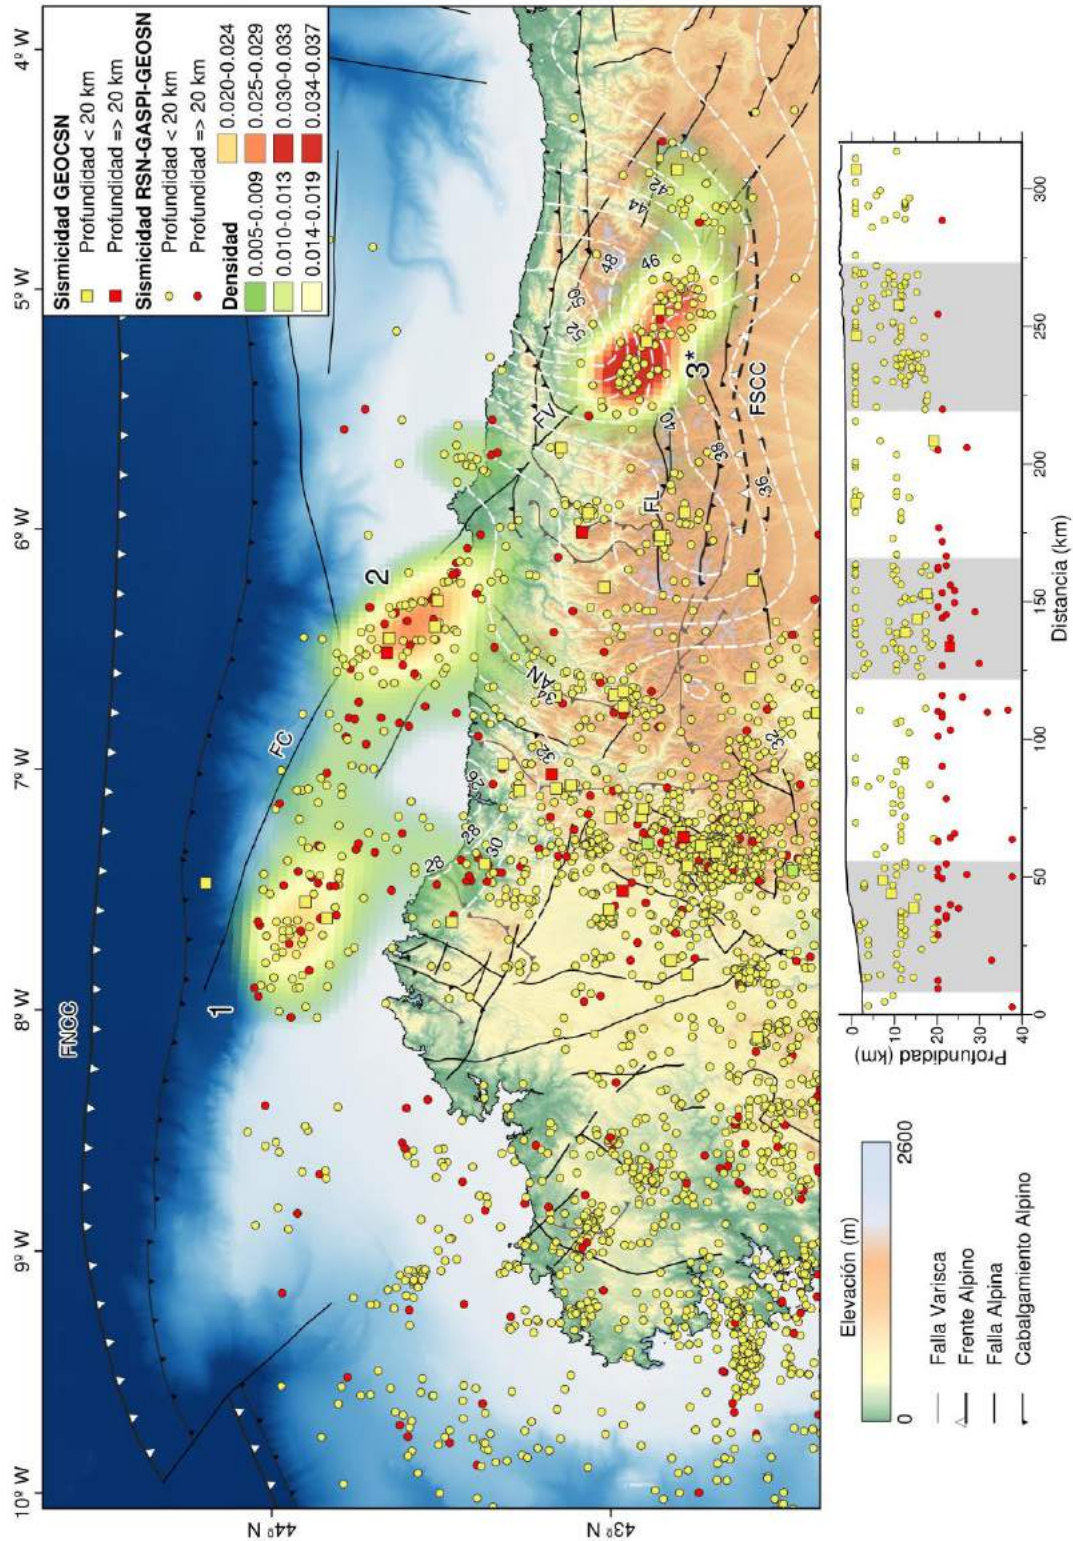 10º W
9º W
8º W
7º W
6º W
5º W
4º W
44º N
43º N
Sismicidad GEOCSN
Profundidad < 20 km
Profundidad => 20 km
Sismicidad RSN-GASPI-GEOSN
Profundidad < 20 km
Profundidad => 20 km
Densidad
0.005-0.009
0.010-0.013
0.014-0.019
0.020-0.024
0.025-0.029
0.030-0.033
0.034-0.037
FNCC
FC
1
2
3*
FV
FL
FSCC
AN
28
28
30
26
32
34
32
36
38
40
42
44
46
48
50
52
Elevación (m)
0
2600
Falla Varisca
Frente Alpino
Falla Alpina
Cabalgamiento Alpino
Profundidad (km)
0
10
20
30
40
0
50
100
150
200
250
300
Distancia (km)